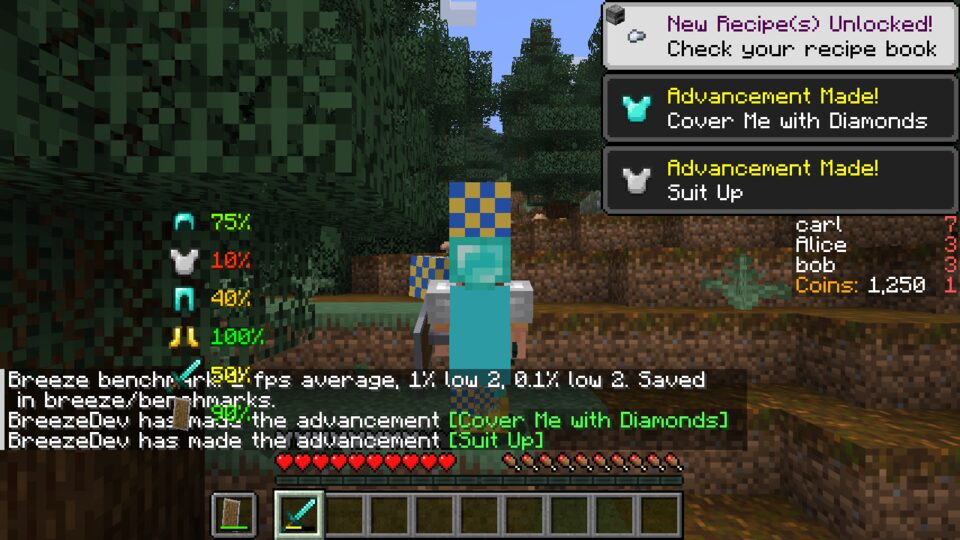 New Recipe(s) Unlocked!
Check your recipe book
Advancement Made!
Cover Me with Diamonds
Advancement Made!
Suit Up
carl 7
Alice 3
bob 3
Coins: 1,250 1
75%
10%
40%
100%
50%
90%
Breeze benchmark: fps average, 1% low 2, 0.1% low 2. Saved
in breeze/benchmarks.
BreezeDev has made the advancement [Cover Me with Diamonds]
BreezeDev has made the advancement [Suit Up]